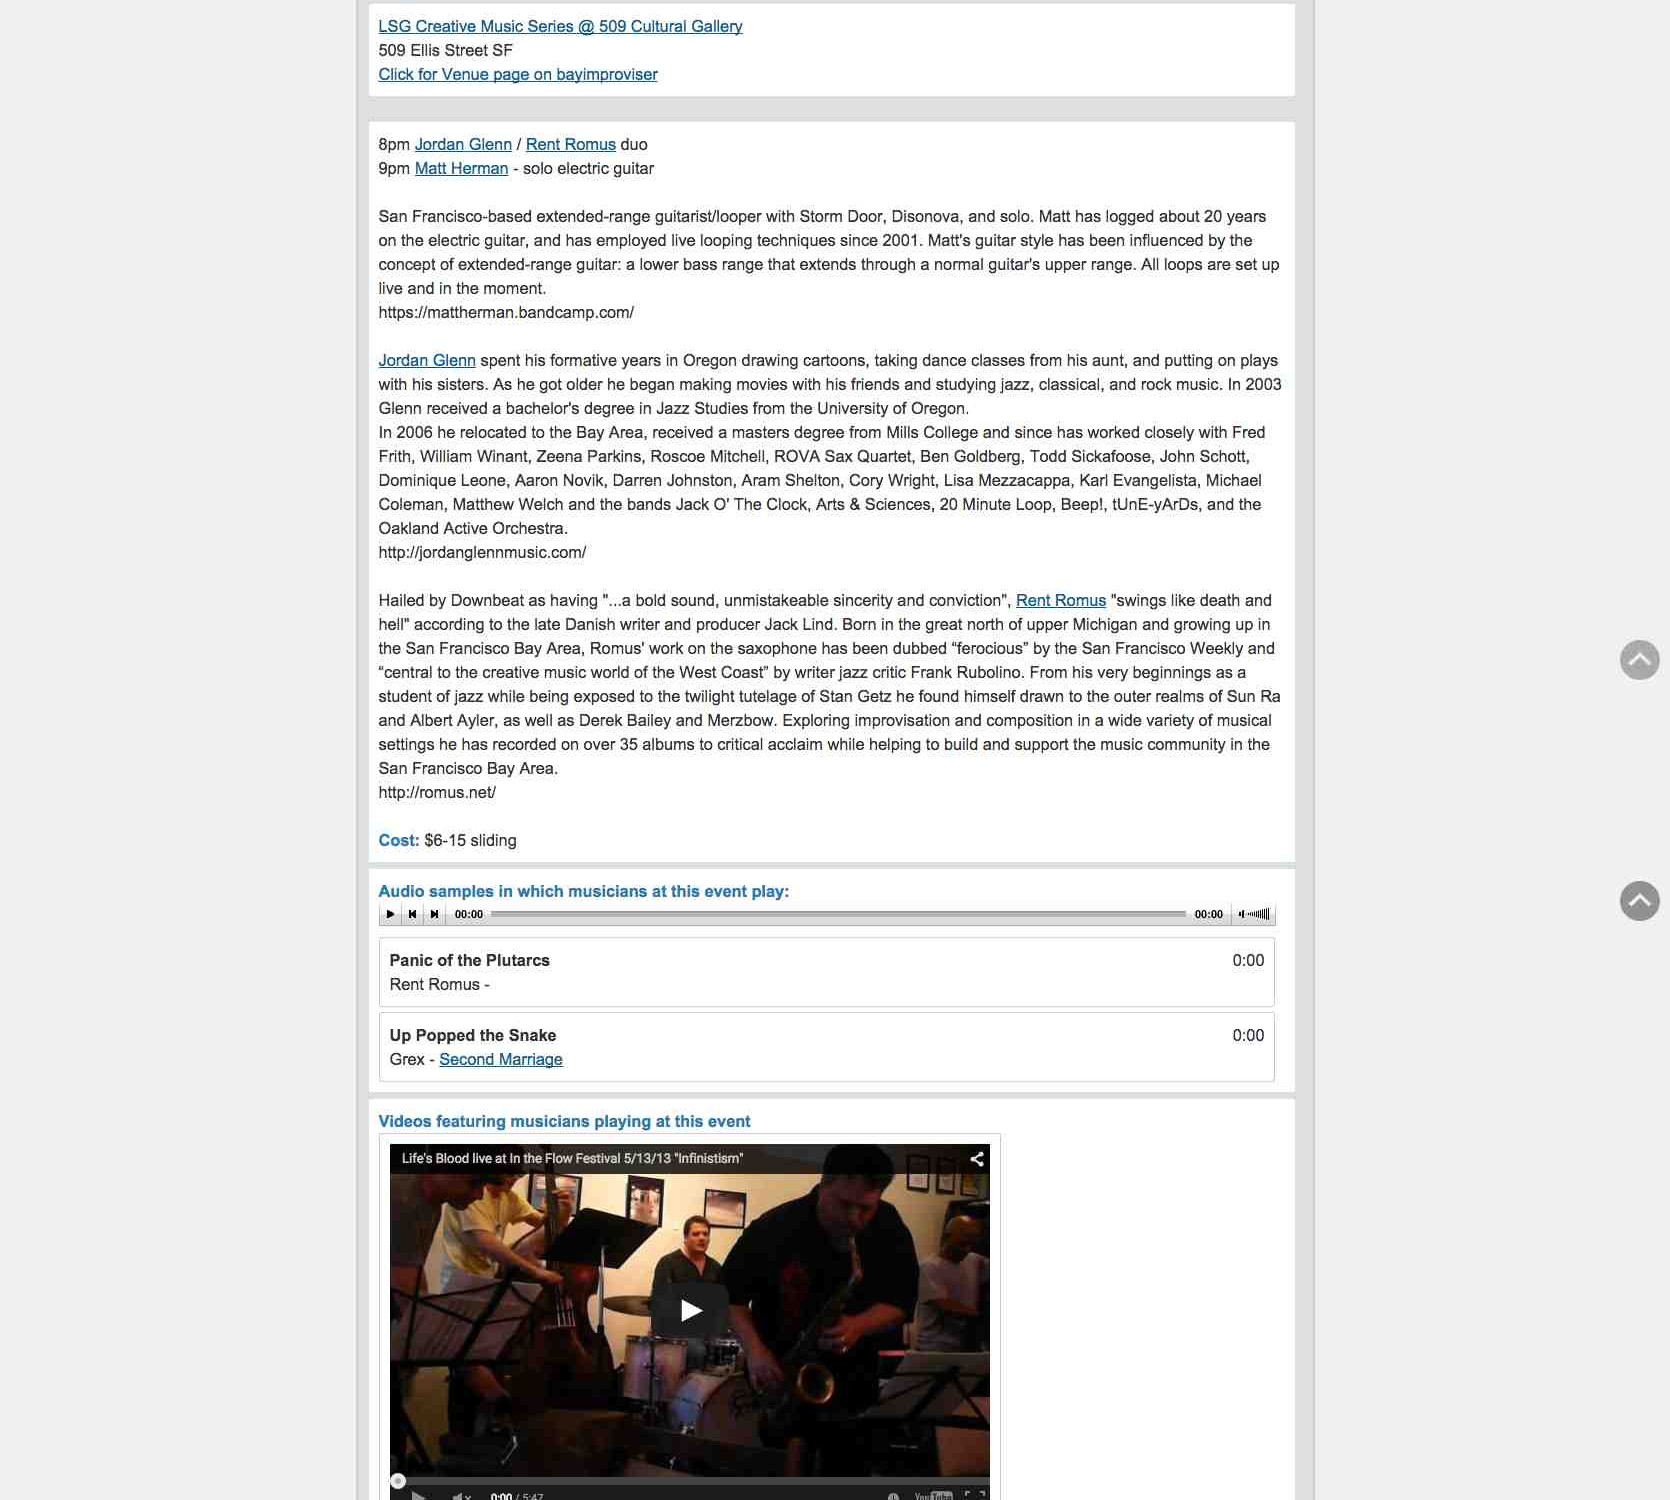 LSG Creative Music Series @ 509 Cultural Gallery
509 Ellis Street SF
Click for Venue page on bayimproviser
8pm Jordan Glenn / Rent Romus duo
9pm Matt Herman - solo electric guitar
San Francisco-based extended-range guitarist/looper with Storm Door, Disonova, and solo. Matt has logged about 20 years
on the electric guitar, and has employed live looping techniques since 2001. Matt's guitar style has been influenced by the
concept of extended-range guitar: a lower bass range that extends through a normal guitar's upper range. All loops are set up
live and in the moment.
https://mattherman.bandcamp.com/
Jordan Glenn spent his formative years in Oregon drawing cartoons, taking dance classes from his aunt, and putting on plays
with his sisters. As he got older he began making movies with his friends and studying jazz, classical, and rock music. In 2003
Glenn received a bachelor's degree in Jazz Studies from the University of Oregon.
In 2006 he relocated to the Bay Area, received a masters degree from Mills College and since has worked closely with Fred
Frith, William Winant, Zeena Parkins, Roscoe Mitchell, ROVA Sax Quartet, Ben Goldberg, Todd Sickafoose, John Schott,
Dominique Leone, Aaron Novik, Darren Johnston, Aram Shelton, Cory Wright, Lisa Mezzacappa, Karl Evangelista, Michael
Coleman, Matthew Welch and the bands Jack O' The Clock, Arts & Sciences, 20 Minute Loop, Beep!, tUnE-yArDs, and the
Oakland Active Orchestra.
http://jordanglennmusic.com/
Hailed by Downbeat as having "...a bold sound, unmistakeable sincerity and conviction", Rent Romus "swings like death and
hell" according to the late Danish writer and producer Jack Lind. Born in the great north of upper Michigan and growing up in
the San Francisco Bay Area, Romus' work on the saxophone has been dubbed “ferocious” by the San Francisco Weekly and
“central to the creative music world of the West Coast” by writer jazz critic Frank Rubolino. From his very beginnings as a
student of jazz while being exposed to the twilight tutelage of Stan Getz he found himself drawn to the outer realms of Sun Ra
and Albert Ayler, as well as Derek Bailey and Merzbow. Exploring improvisation and composition in a wide variety of musical
settings he has recorded on over 35 albums to critical acclaim while helping to build and support the music community in the
San Francisco Bay Area.
http://romus.net/
Cost: $6-15 sliding
Audio samples in which musicians at this event play:
00:00 00:00
Panic of the Plutarcs 0:00
Rent Romus -
Up Popped the Snake 0:00
Grex - Second Marriage
Videos featuring musicians playing at this event
Life's Blood live at In the Flow Festival 5/13/13 "Infinistism"
0:00 / 5:47 YouTube